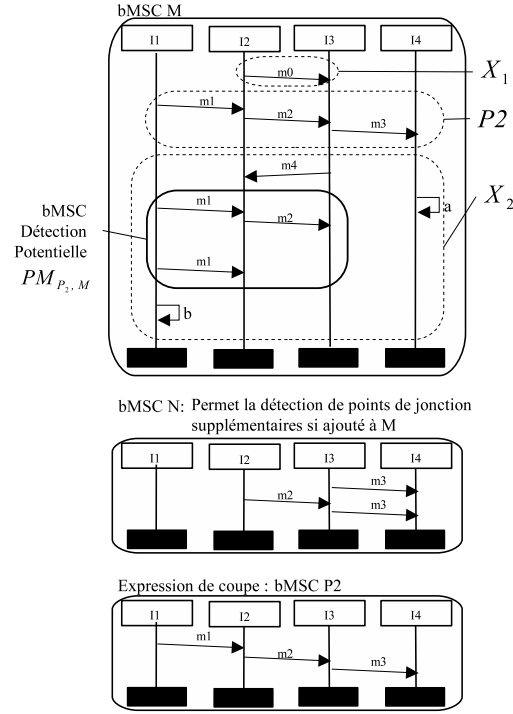 bMSC M
I1 I2 I3 I4
m0
X1
m1
m2
m3
P2
m4
X2
bMSC
Détection
Potentielle
PM P2, M
m1
m2
a
m1
b
bMSC N: Permet la détection de points de jonction
supplémentaires si ajouté à M
I1 I2 I3 I4
m3
m2
m3
Expression de coupe : bMSC P2
I1 I2 I3 I4
m1
m2
m3